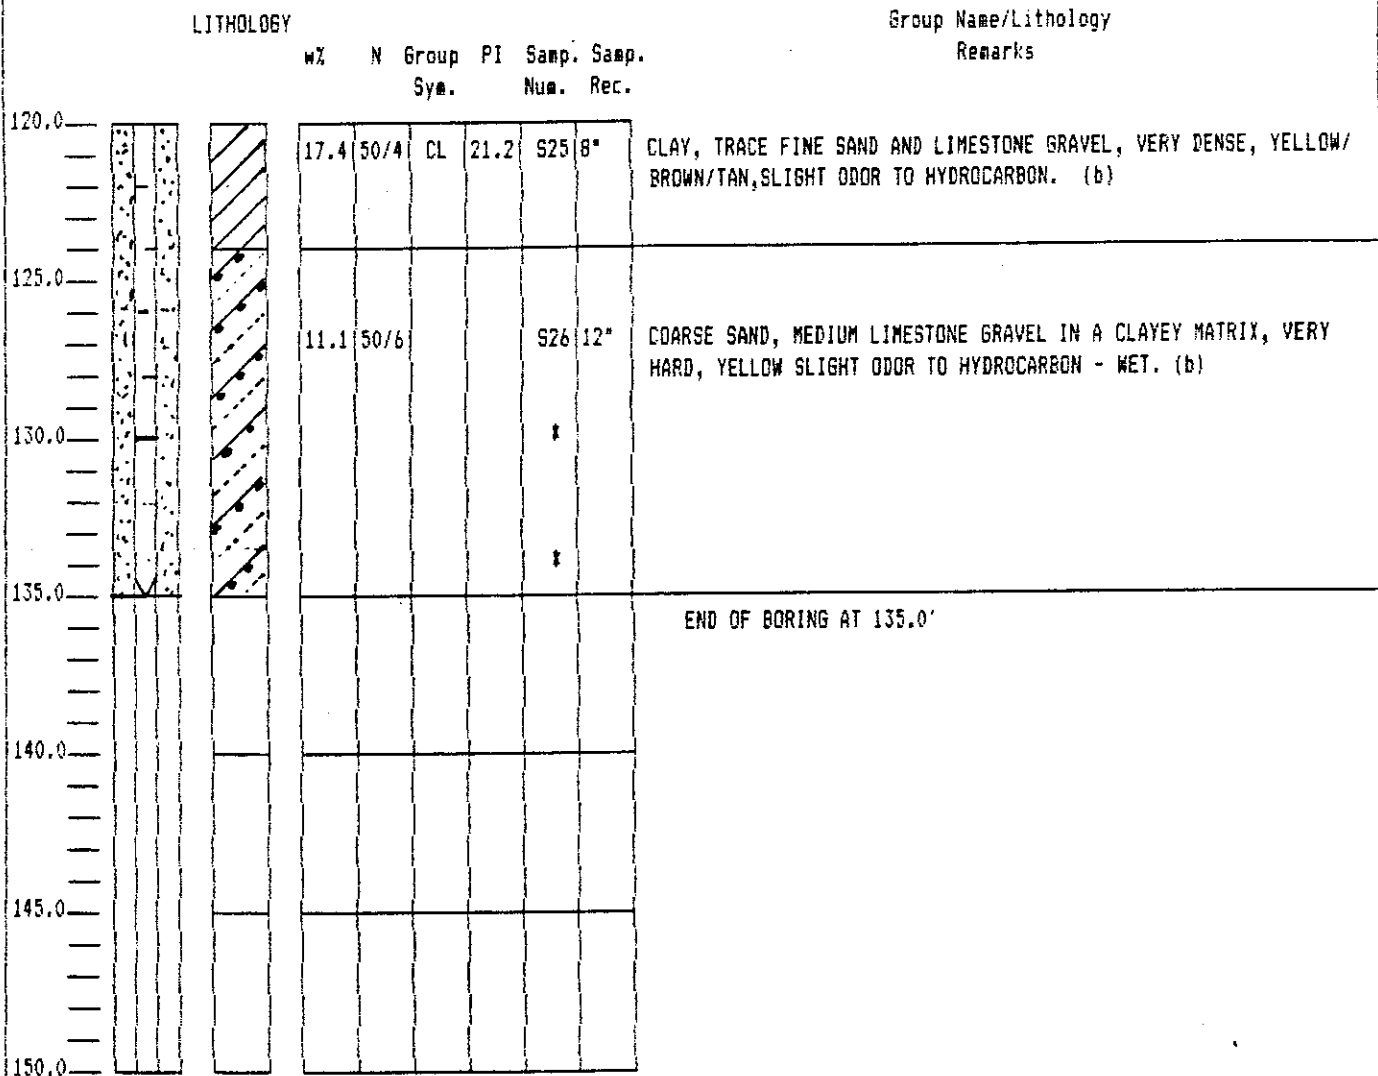 LITHOLOGY
Group Name/Lithology
Remarks
w% N Group PI Samp. Samp.
Sym. Num. Rec.
120.0
17.4 50/4 CL 21.2 S25 8"
CLAY, TRACE FINE SAND AND LIMESTONE GRAVEL, VERY DENSE, YELLOW/
BROWN/TAN,SLIGHT ODOR TO HYDROCARBON. (b)
125.0
11.1 50/6 S26 12"
COARSE SAND, MEDIUM LIMESTONE GRAVEL IN A CLAYEY MATRIX, VERY
HARD, YELLOW SLIGHT ODOR TO HYDROCARBON - WET. (b)
130.0
*
*
135.0
END OF BORING AT 135.0'
140.0
145.0
150.0